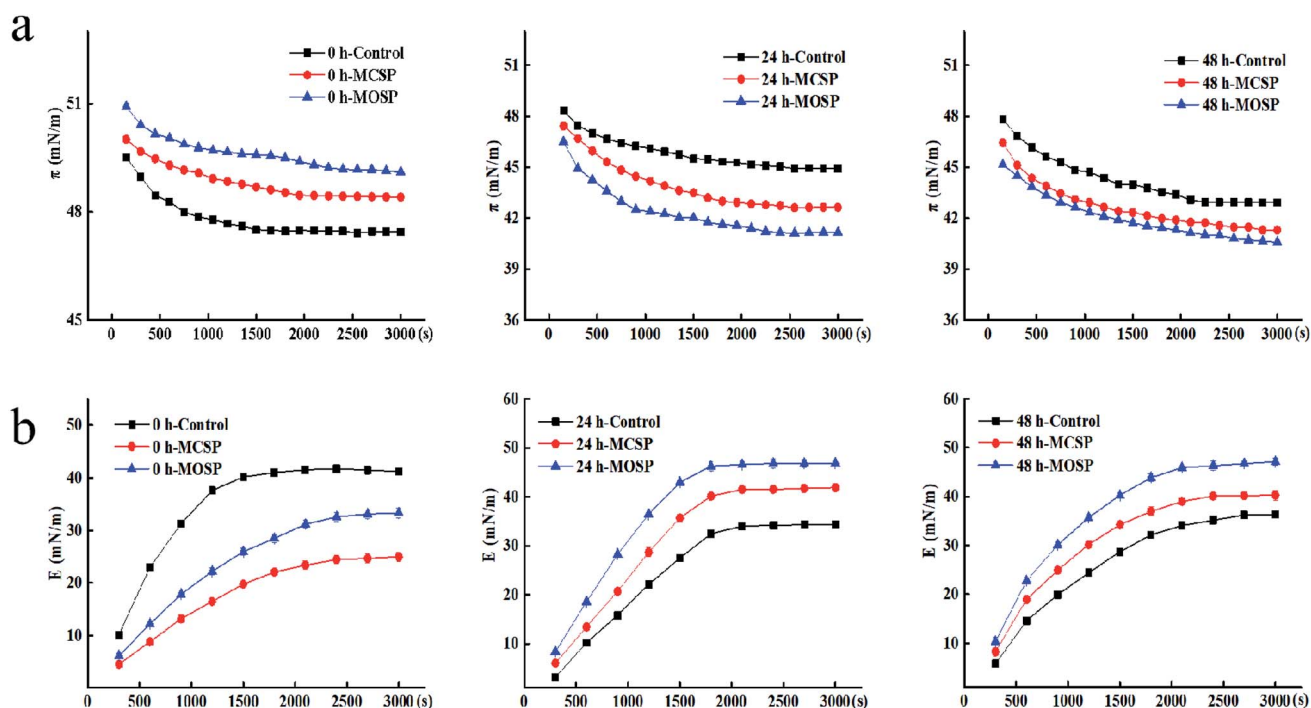 a
0 h-Control
0 h-MCSP
0 h-MOSP
π (mN/m)
51
48
45
0 500 1000 1500 2000 2500 3000 (s)
24 h-Control
24 h-MCSP
24 h-MOSP
π (mN/m)
51
48
45
42
39
36
0 500 1000 1500 2000 2500 3000 (s)
48 h-Control
48 h-MCSP
48 h-MOSP
π (mN/m)
51
48
45
42
39
36
0 500 1000 1500 2000 2500 3000 (s)
b
0 h-Control
0 h-MCSP
0 h-MOSP
E (mN/m)
50
40
30
20
10
0 500 1000 1500 2000 2500 3000 (s)
24 h-Control
24 h-MCSP
24 h-MOSP
E (mN/m)
60
50
40
30
20
10
0 500 1000 1500 2000 2500 3000 (s)
48 h-Control
48 h-MCSP
48 h-MOSP
E (mN/m)
60
50
40
30
20
10
0 500 1000 1500 2000 2500 3000 (s)